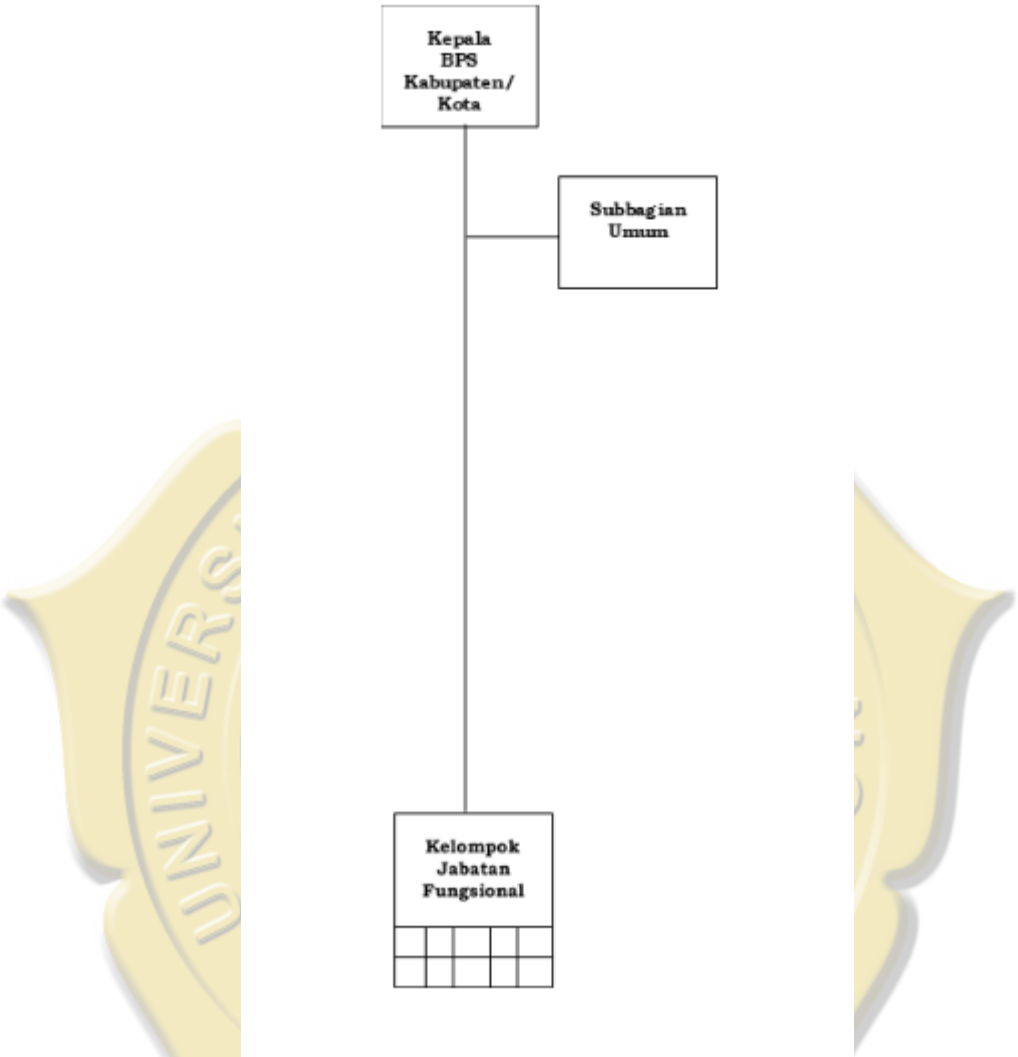 Kepala
BPS
Kabupaten/
Kota
Subbagian
Umum
Kelompok
Jabatan
Fungsional